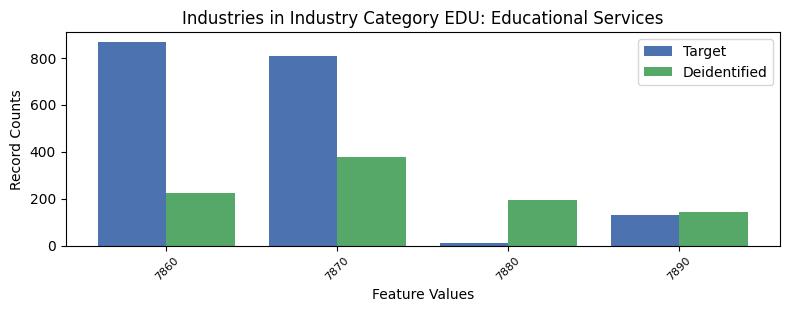 Industries in Industry Category EDU: Educational Services
Target
Deidentified
Record Counts
800
600
400
200
0
7860
7870
7880
7890
Feature Values